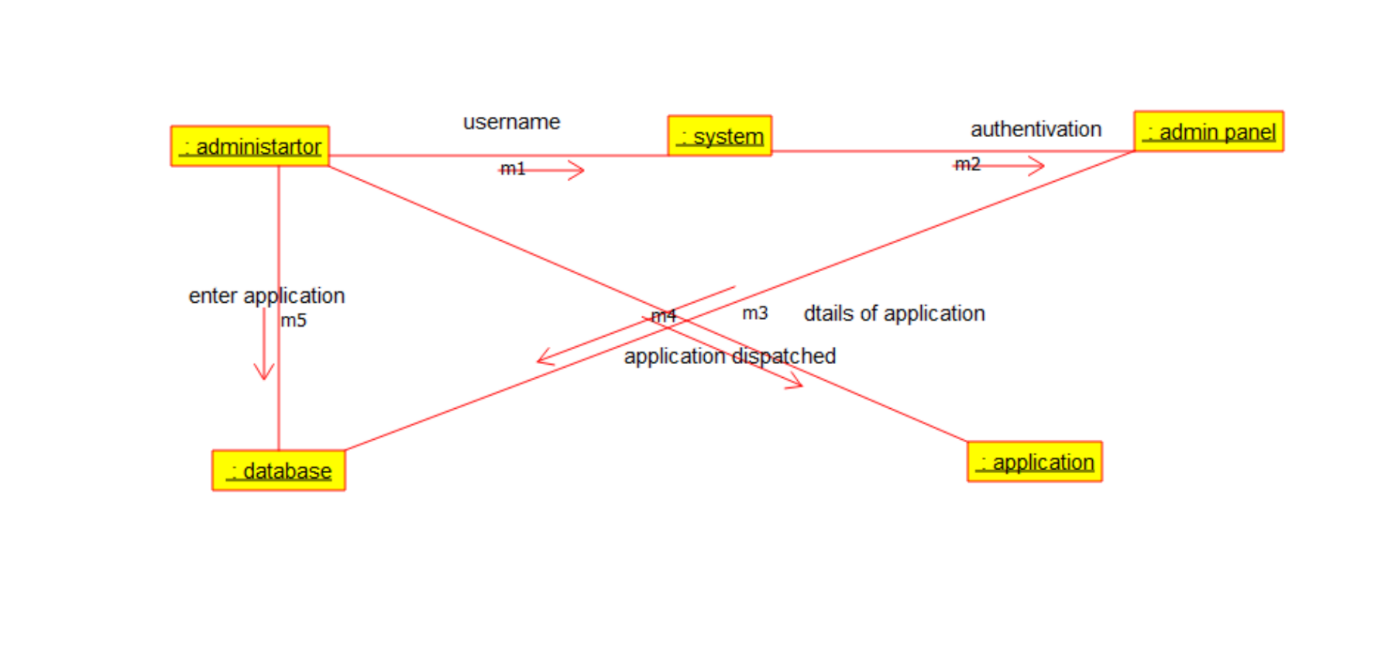 username
authentivation
: administartor
: system
: admin panel
m1
m2
enter application
m5
m4
m3
dtails of application
application dispatched
: database
: application